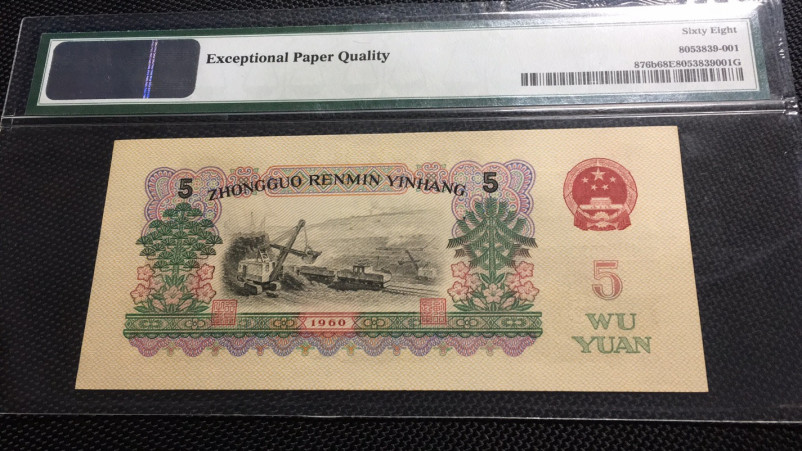 Sixty Eight
Exceptional Paper Quality
8053839-001
876b68E8053839001G
5 ZHONGGUO RENMIN YINHANG 5
5
WU
YUAN
1960